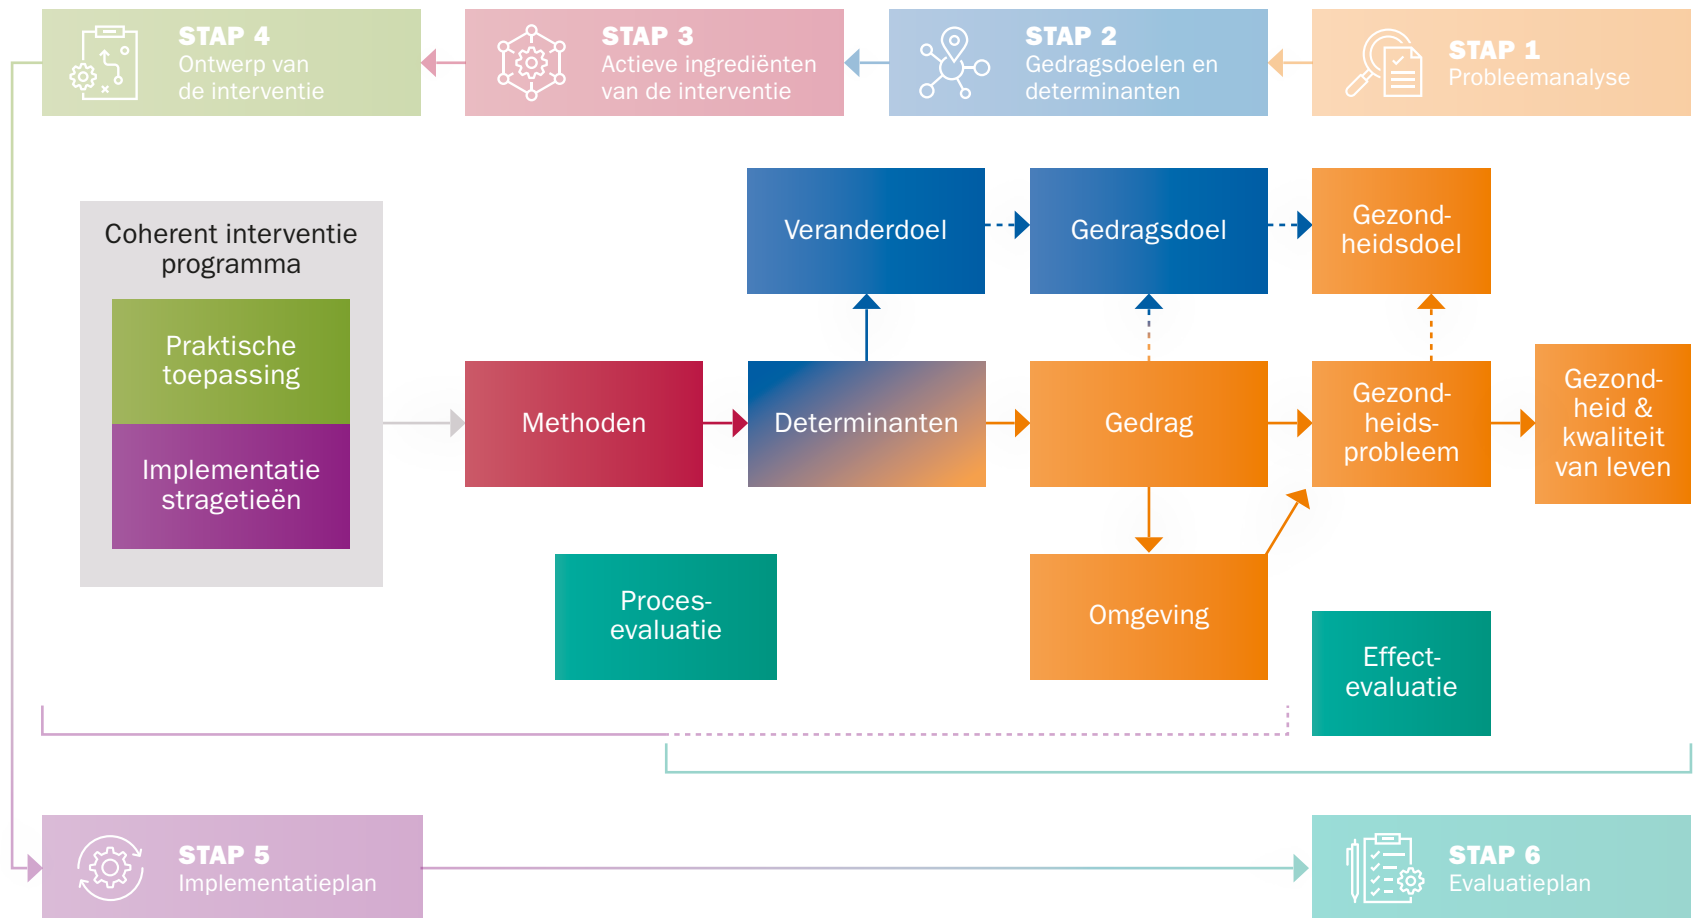 STAP 4
Ontwerp van
de interventie
STAP 3
Actieve ingrediënten
van de interventie
STAP 2
Gedragsdoelen en
determinanten
STAP 1
Probleemanalyse
Coherent interventie
programma
Praktische
toepassing
Implementatie
stragetieën
Methoden
Veranderdoel
Determinanten
Gedragsdoel
Gedrag
Omgeving
Gezond-
heidsdoel
Gezond-
heids-
probleem
Gezond-
heid &
kwaliteit
van leven
Proces-
evaluatie
Effect-
evaluatie
STAP 5
Implementatieplan
STAP 6
Evaluatieplan